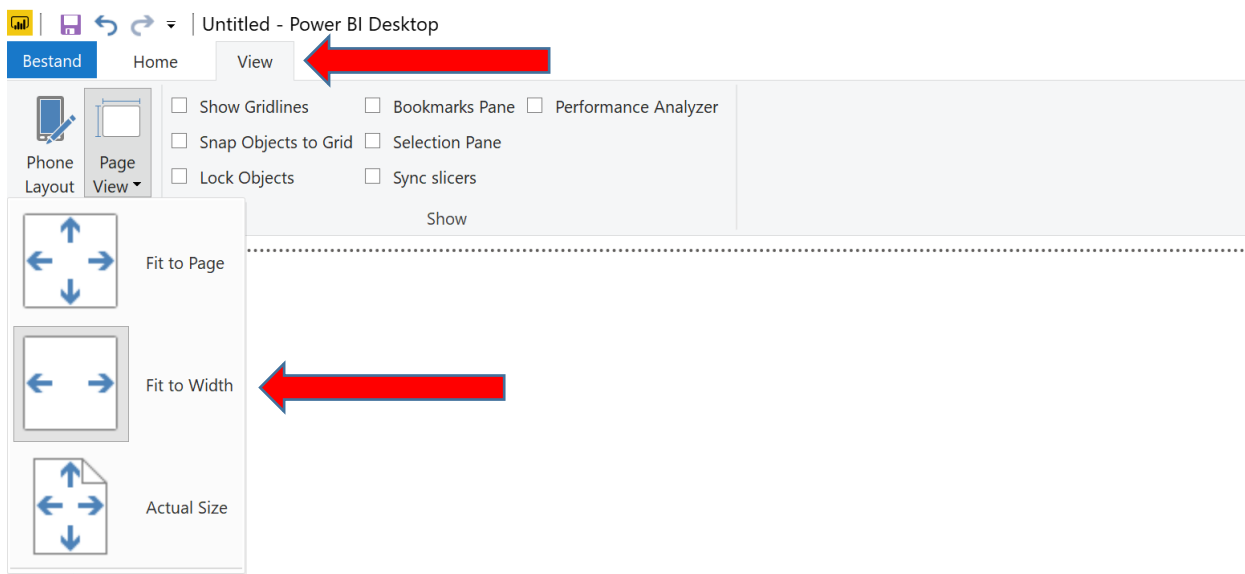 Untitled - Power BI Desktop
Bestand Home View
Show Gridlines Bookmarks Pane Performance Analyzer
Snap Objects to Grid Selection Pane
Phone Page
Layout View
Lock Objects Sync slicers
Show
Fit to Page
Fit to Width
Actual Size